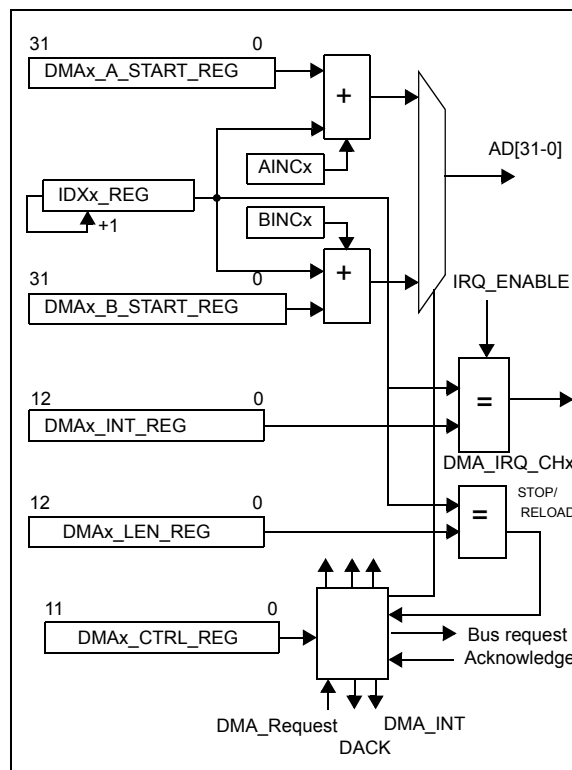 31 0
DMAx_A_START_REG
+
AINCx
AD[31-0]
IDXx_REG
+1
BINCx
31 0
+
DMAx_B_START_REG
IRQ_ENABLE
12 0
DMAx_INT_REG
=
DMA_IRQ_CHx
12 0
DMAx_LEN_REG
=
STOP/
RELOAD
11 0
DMAx_CTRL_REG
Bus request
Acknowledge
DMA_Request
DMA_INT
DACK